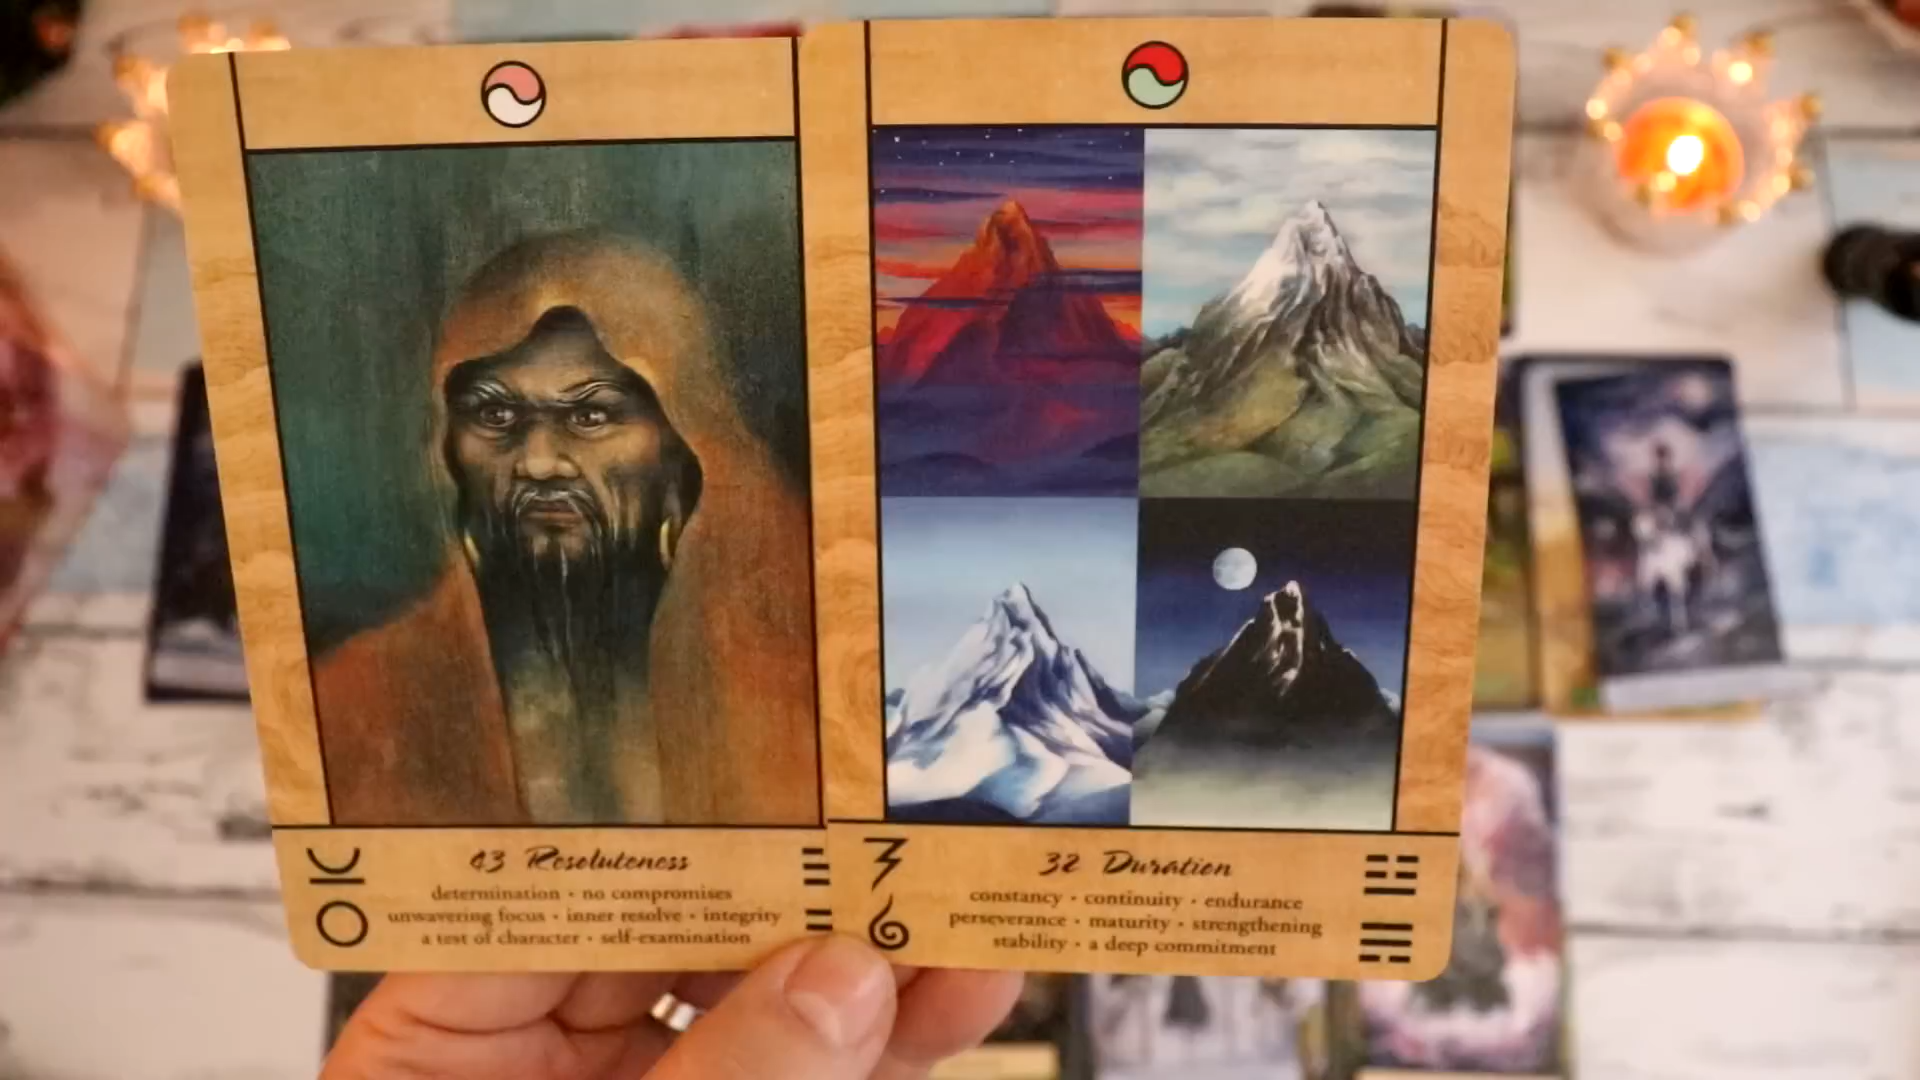 43 Resoluteness
determination · no compromises
unwavering focus · inner resolve · integrity
a test of character · self-examination
32 Duration
constancy · continuity · endurance
perseverance · maturity · strengthening
stability · a deep commitment